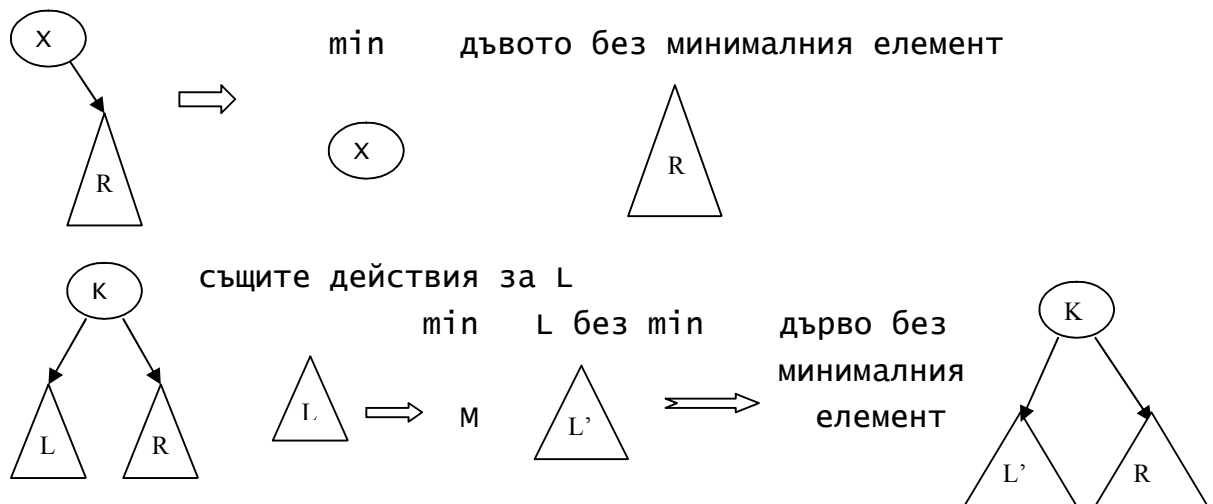 X min дъвото без минималния елемент
X R
R
същите действия за L
K K
min L без min дърво без
минималния
L R L M L’ елемент
L’ R